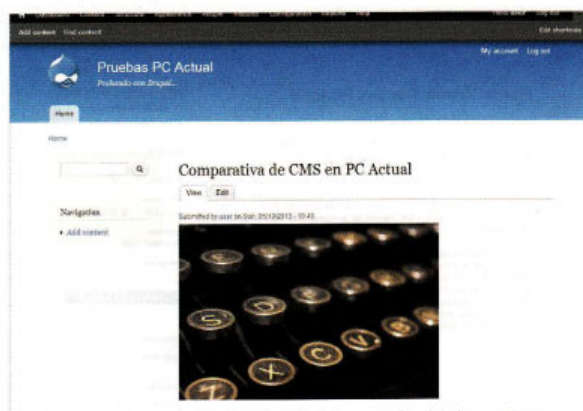 Add content Find content
Edit shortcuts
My account Log out
Pruebas PC Actual
Probando con Drupal...
Home
Home
Comparativa de CMS en PC Actual
View Edit
Navigation
Add content
S D
Z X C V